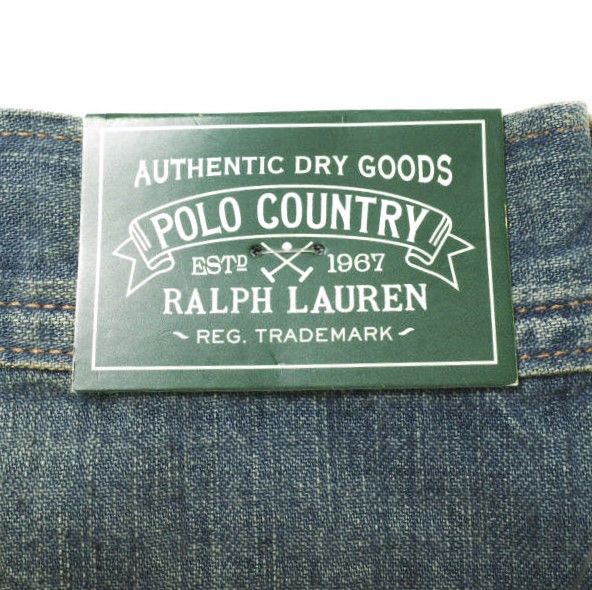 AUTHENTIC DRY GOODS
POLO COUNTRY
ESTD 1967
RALPH LAUREN
REG. TRADEMARK